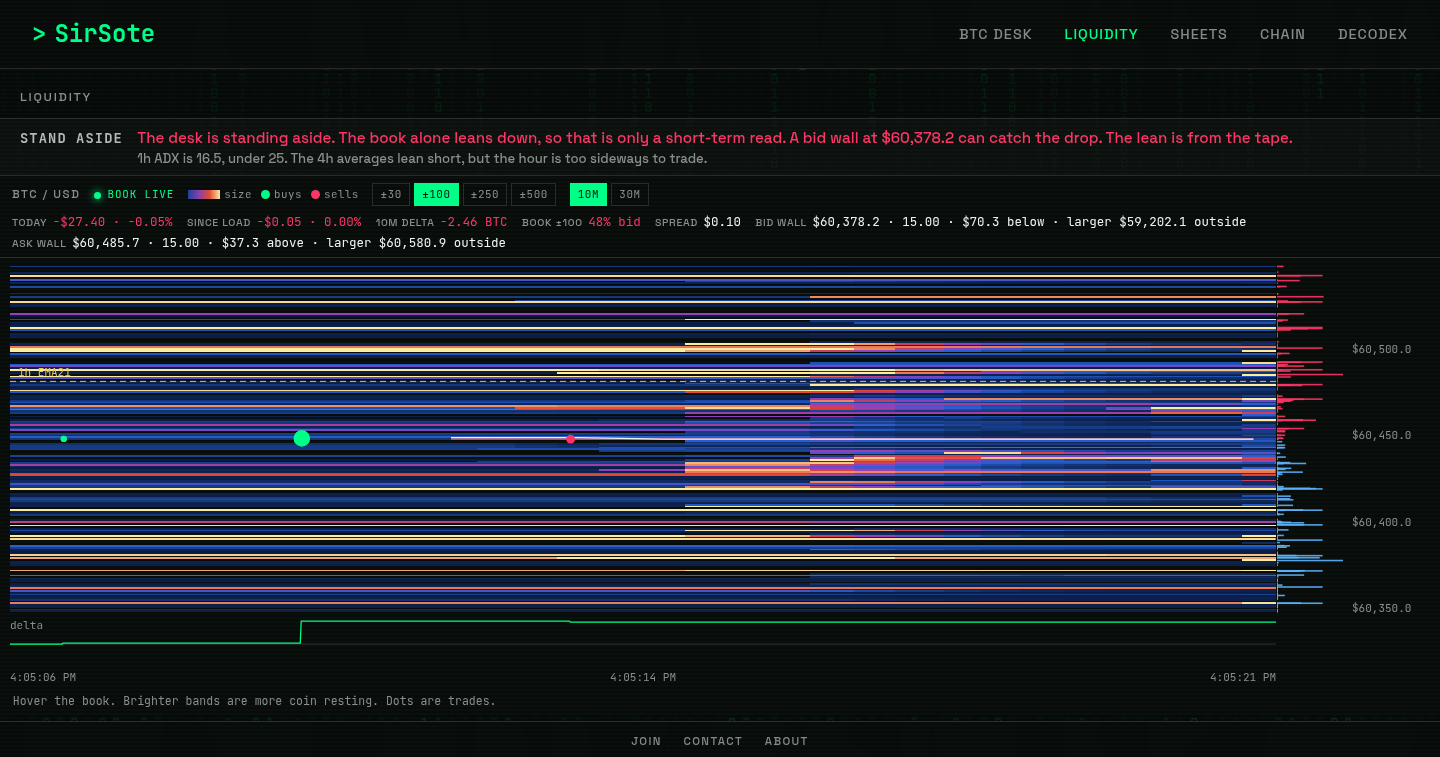 > SirSote
BTC DESK LIQUIDITY SHEETS CHAIN DECODEX
LIQUIDITY
STAND ASIDE The desk is standing aside. The book alone leans down, so that is only a short-term read. A bid wall at $60,378.2 can catch the drop. The lean is from the tape.
1h ADX is 16.5, under 25. The 4h averages lean short, but the hour is too sideways to trade.
BTC / USD BOOK LIVE size buys sells ±30 ±100 ±250 ±500 10M 30M
TODAY -$27.40 · -0.05% SINCE LOAD -$0.05 · 0.00% 10M DELTA -2.46 BTC BOOK ±100 48% bid SPREAD $0.10 BID WALL $60,378.2 · 15.00 · $70.3 below · larger $59,202.1 outside
ASK WALL $60,485.7 · 15.00 · $37.3 above · larger $60,580.9 outside
$60,500.0
1h EMA21
$60,450.0
$60,400.0
$60,350.0
delta
4:05:06 PM 4:05:14 PM 4:05:21 PM
Hover the book. Brighter bands are more coin resting. Dots are trades.
JOIN CONTACT ABOUT